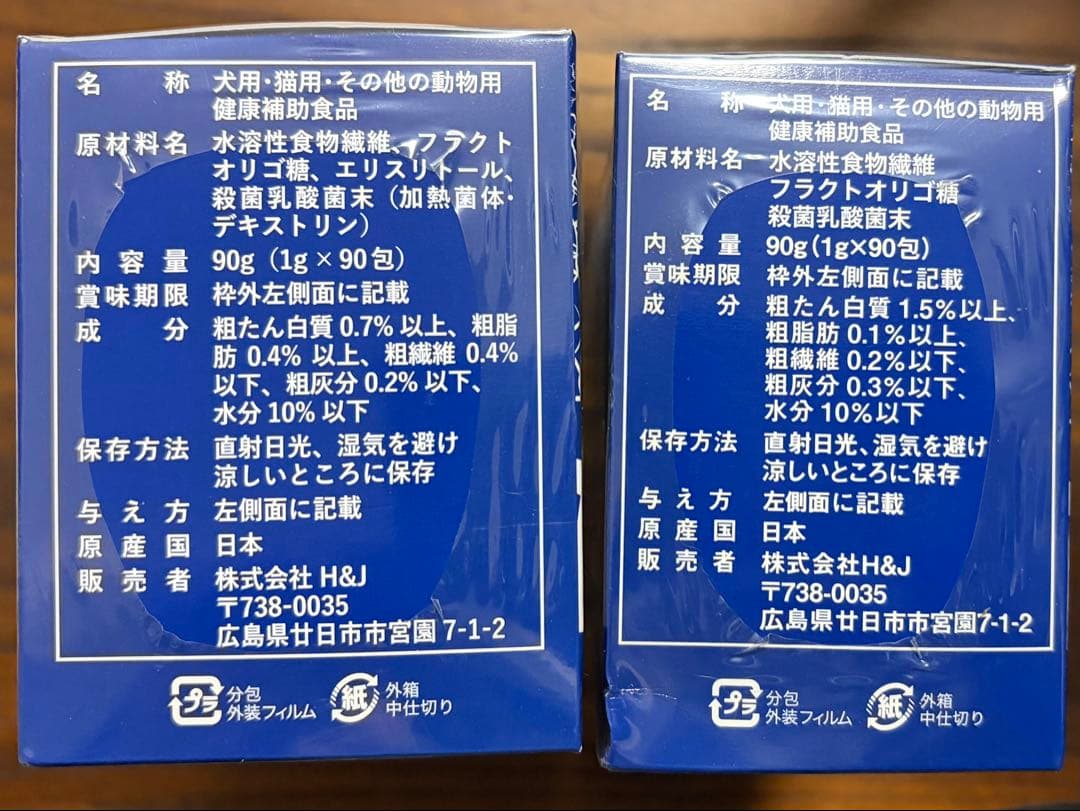 名称 犬用・猫用・その他の動物用
健康補助食品
原材料名 水溶性食物繊維、フラクト
オリゴ糖、エリスリトール、
殺菌乳酸菌末（加熱菌体・
デキストリン）
内容量 90g（1g×90包）
賞味期限 枠外左側面に記載
成分 粗たん白質0.7%以上、粗脂
肪0.4%以上、粗繊維0.4%
以下、粗灰分0.2%以下、
水分10%以下
保存方法 直射日光、湿気を避け
涼しいところに保存
与え方 左側面に記載
原産国 日本
販売者 株式会社H&J
〒738-0035
広島県廿日市市宮園7-1-2
プラ 分包
外装フィルム
紙 外箱
中仕切り
名称 犬用・猫用・その他の動物用
健康補助食品
原材料名 水溶性食物繊維
フラクトオリゴ糖
殺菌乳酸菌末
内容量 90g(1g×90包)
賞味期限 枠外左側面に記載
成分 粗たん白質1.5%以上、
粗脂肪0.1%以上、
粗繊維0.2%以下、
粗灰分0.3%以下、
水分10%以下
保存方法 直射日光、湿気を避け
涼しいところに保存
与え方 左側面に記載
原産国 日本
販売者 株式会社H&J
〒738-0035
広島県廿日市市宮園7-1-2
プラ 分包
外装フィルム
紙 外箱
中仕切り